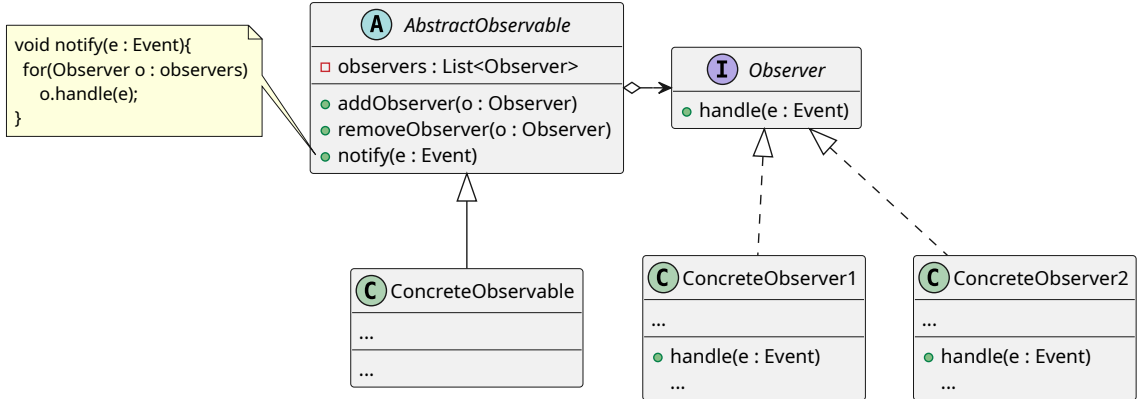 void notify(e : Event){
for(Observer o : observers)
o.handle(e);
}
A AbstractObservable
observers : List<Observer>
addObserver(o : Observer)
removeObserver(o : Observer)
notify(e : Event)
I Observer
handle(e : Event)
C ConcreteObservable
...
...
C ConcreteObserver1
...
handle(e : Event)
...
C ConcreteObserver2
...
handle(e : Event)
...